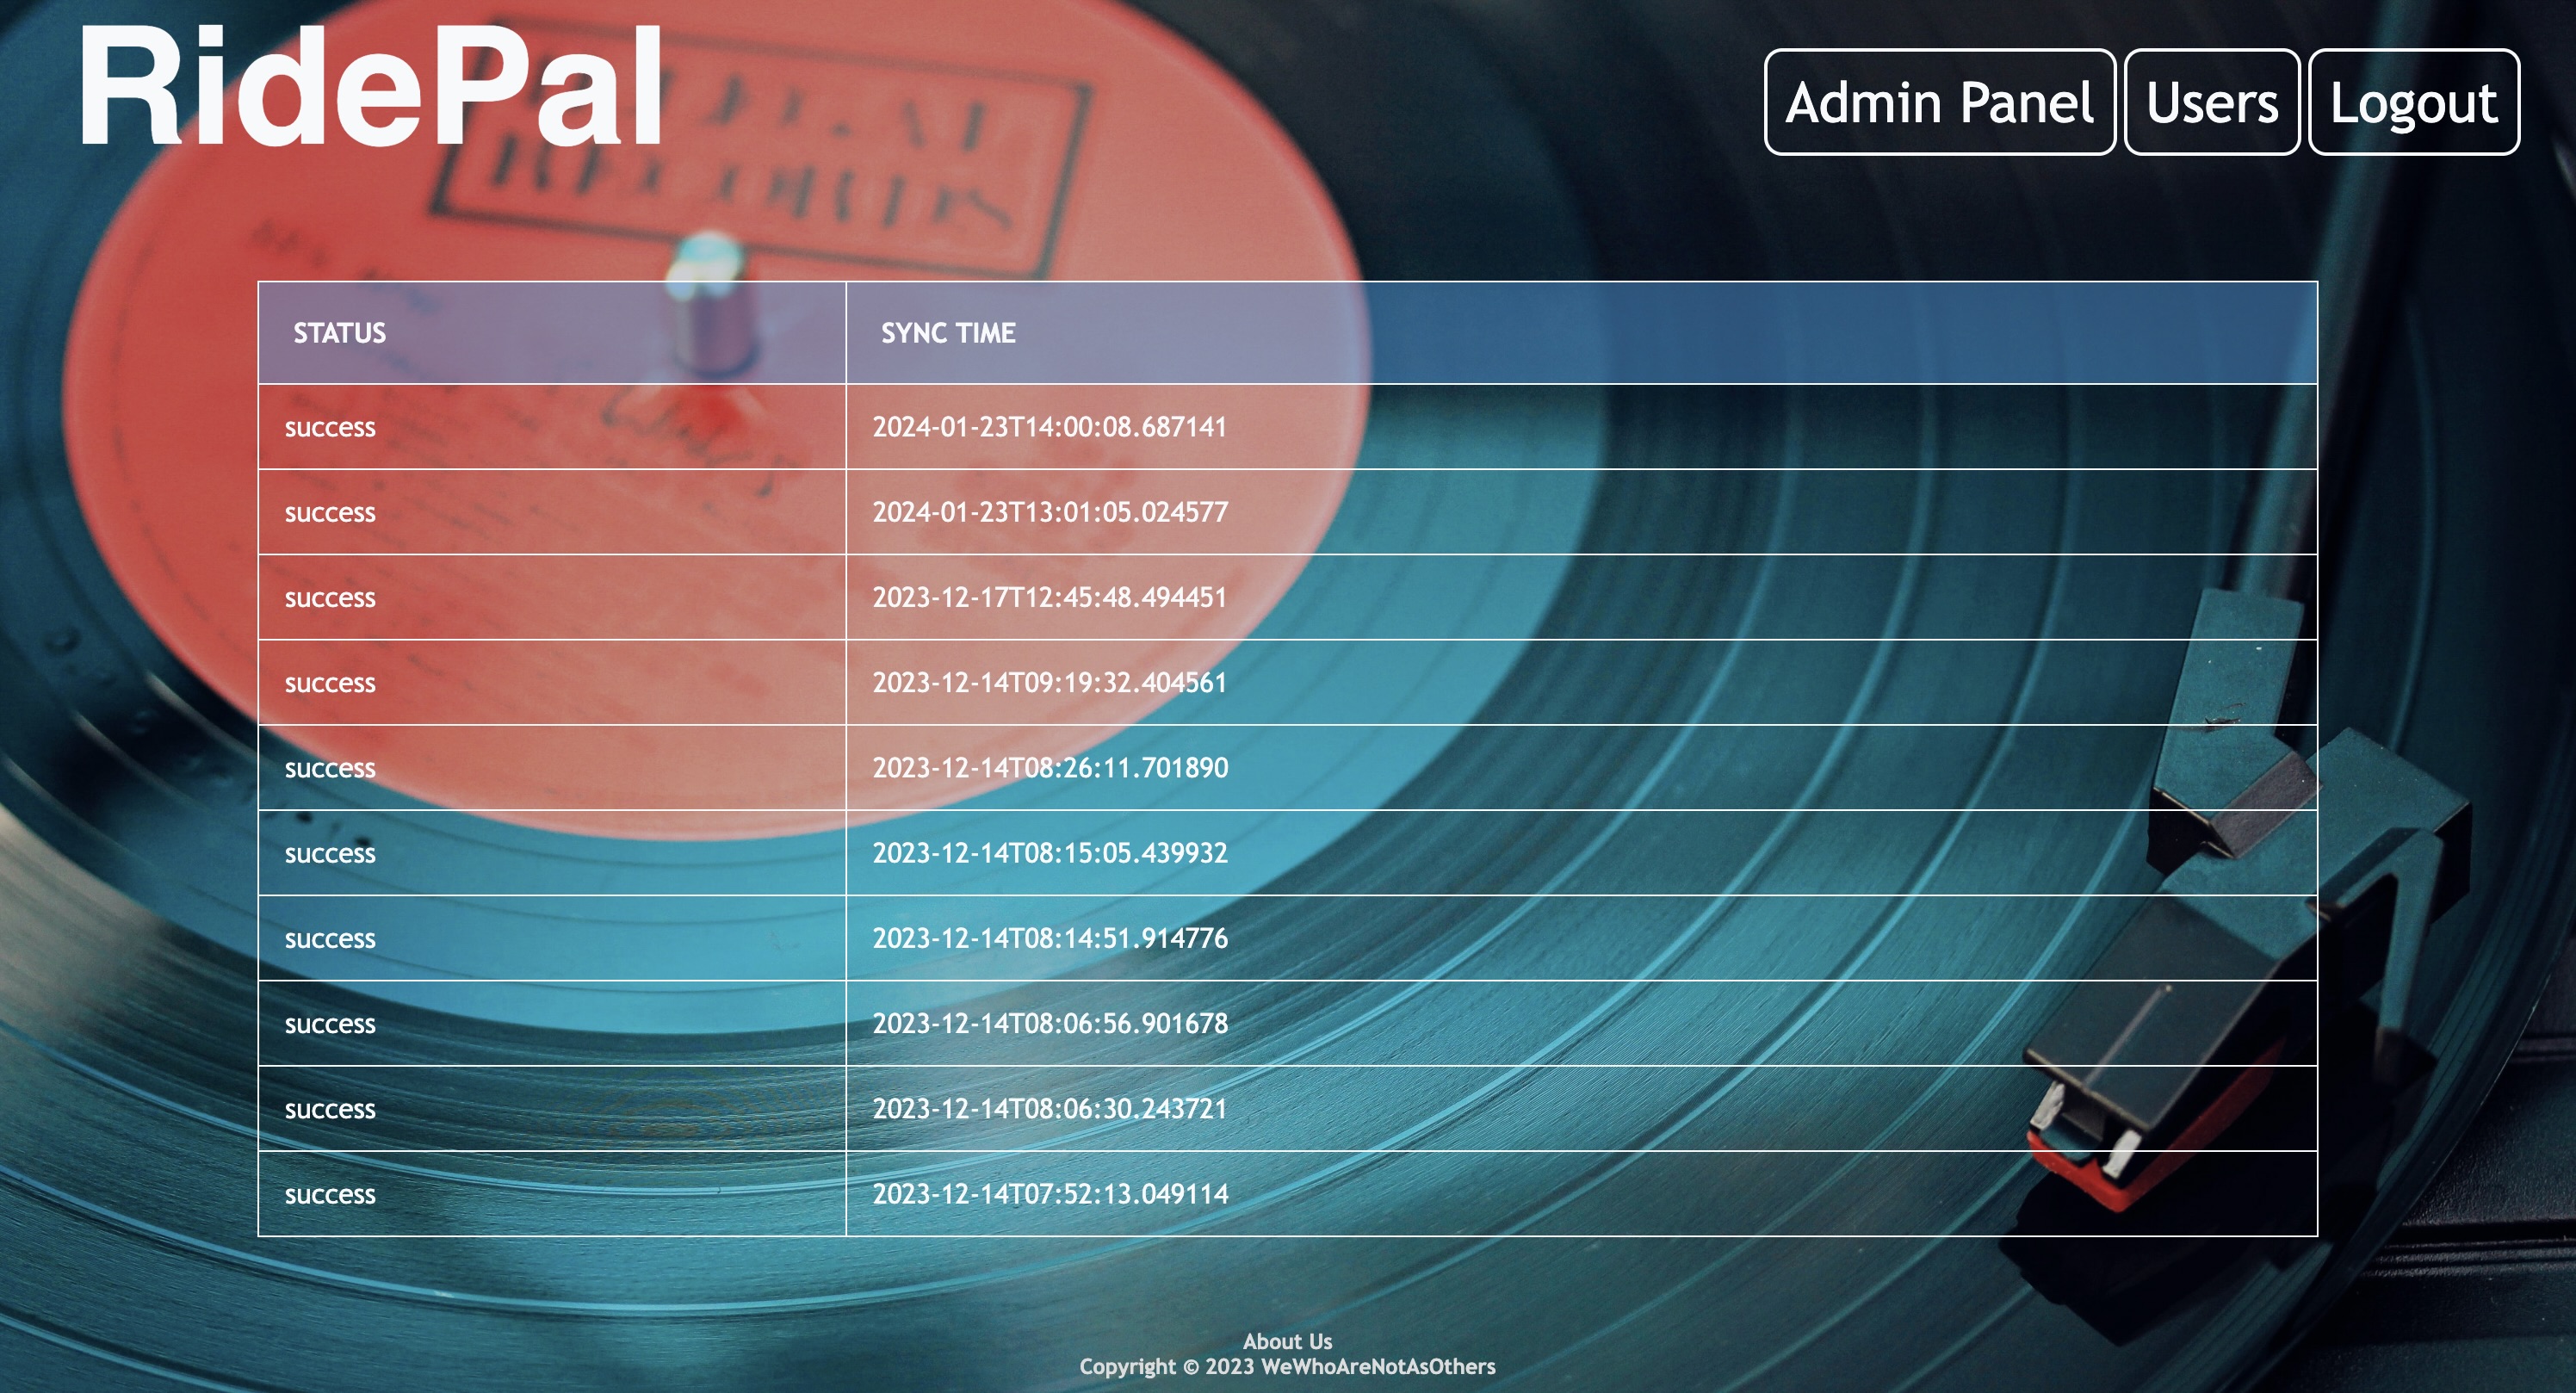 RidePal
Admin Panel Users Logout
STATUS SYNC TIME
success 2024-01-23T14:00:08.687141
success 2024-01-23T13:01:05.024577
success 2023-12-17T12:45:48.494451
success 2023-12-14T09:19:32.404561
success 2023-12-14T08:26:11.701890
success 2023-12-14T08:15:05.439932
success 2023-12-14T08:14:51.914776
success 2023-12-14T08:06:56.901678
success 2023-12-14T08:06:30.243721
success 2023-12-14T07:52:13.049114
About Us
Copyright © 2023 WeWhoAreNotAsOthers